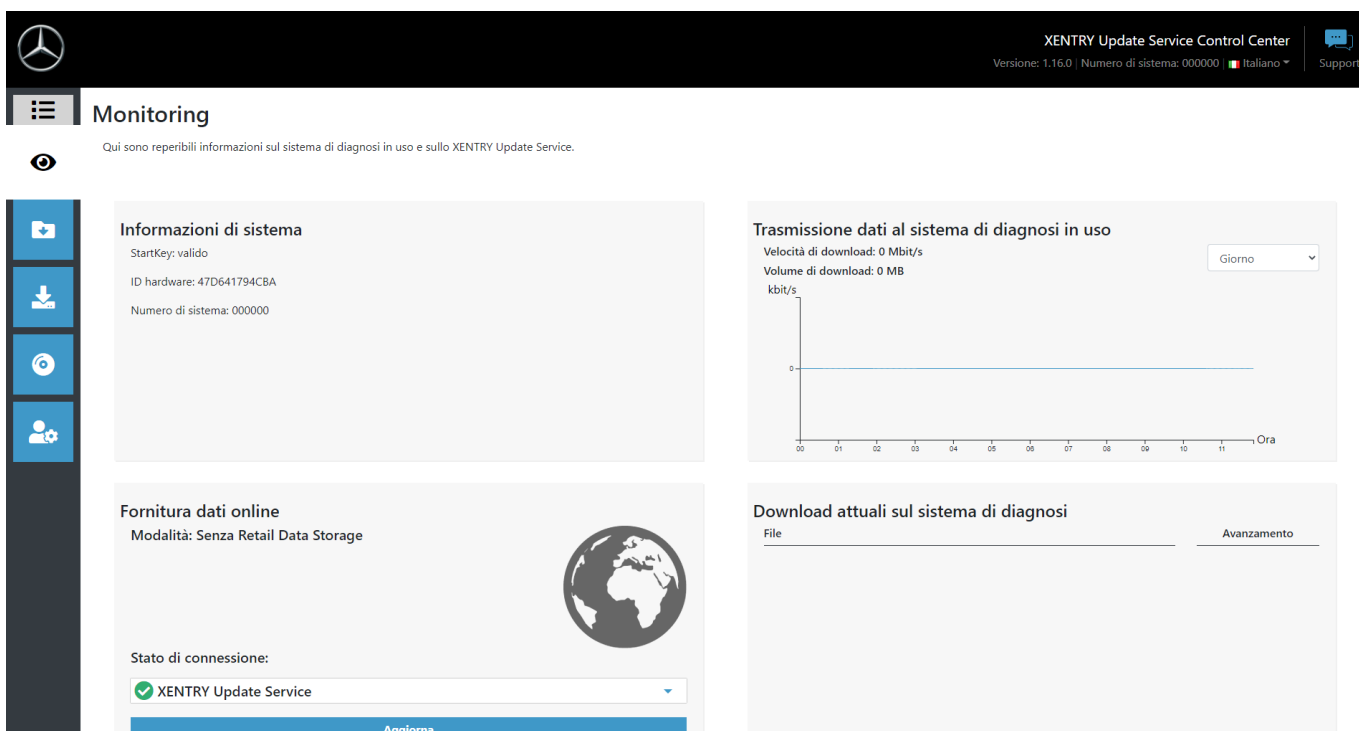 XENTRY Update Service Control Center
Versione: 1.16.0 | Numero di sistema: 000000 | Italiano
Support
Monitoring
Qui sono reperibili informazioni sul sistema di diagnosi in uso e sullo XENTRY Update Service.
Informazioni di sistema
StartKey: valido
ID hardware: 47D641794CBA
Numero di sistema: 000000
Trasmissione dati al sistema di diagnosi in uso
Velocità di download: 0 Mbit/s
Volume di download: 0 MB
Giorno
kbit/s
0
Ora
00 01 02 03 04 05 06 07 08 09 10 11
Fornitura dati online
Modalità: Senza Retail Data Storage
Stato di connessione:
XENTRY Update Service
Aggiorna
Download attuali sul sistema di diagnosi
File Avanzamento